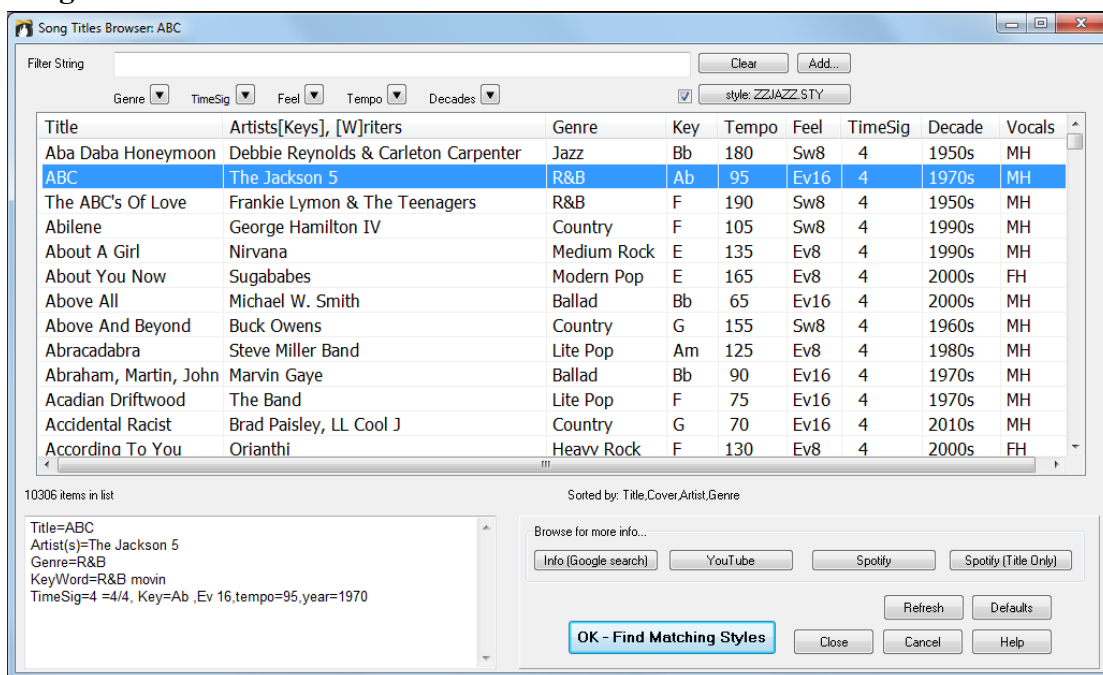 Song Titles Browser: ABC
Filter String Clear Add...
Genre TimeSig Feel Tempo Decades style: ZZJAZZ.STY
Title Artists[Keys], [W]riters Genre Key Tempo Feel TimeSig Decade Vocals
Aba Daba Honeymoon Debbie Reynolds & Carleton Carpenter Jazz Bb 180 Sw8 4 1950s MH
ABC The Jackson 5 R&B Ab 95 Ev16 4 1970s MH
The ABC's Of Love Frankie Lymon & The Teenagers R&B F 190 Sw8 4 1950s MH
Abilene George Hamilton IV Country F 105 Sw8 4 1990s MH
About A Girl Nirvana Medium Rock E 135 Ev8 4 1990s MH
About You Now Sugababes Modern Pop E 165 Ev8 4 2000s FH
Above All Michael W. Smith Ballad Bb 65 Ev16 4 2000s MH
Above And Beyond Buck Owens Country G 155 Sw8 4 1960s MH
Abracadabra Steve Miller Band Lite Pop Am 125 Ev8 4 1980s MH
Abraham, Martin, John Marvin Gaye Ballad Bb 90 Ev16 4 1970s MH
Acadian Driftwood The Band Lite Pop F 75 Ev16 4 1970s MH
Accidental Racist Brad Paisley, LL Cool J Country G 70 Ev16 4 2010s MH
According To You Orianthi Heavy Rock F 130 Ev8 4 2000s FH
10306 items in list Sorted by: Title,Cover,Artist,Genre
Title=ABC
Artist(s)=The Jackson 5
Genre=R&B
KeyWord=R&B movin
TimeSig=4 =4/4, Key=Ab ,Ev 16,tempo=95,year=1970
Browse for more info...
Info (Google search) YouTube Spotify Spotify (Title Only)
Refresh Defaults
OK - Find Matching Styles Close Cancel Help